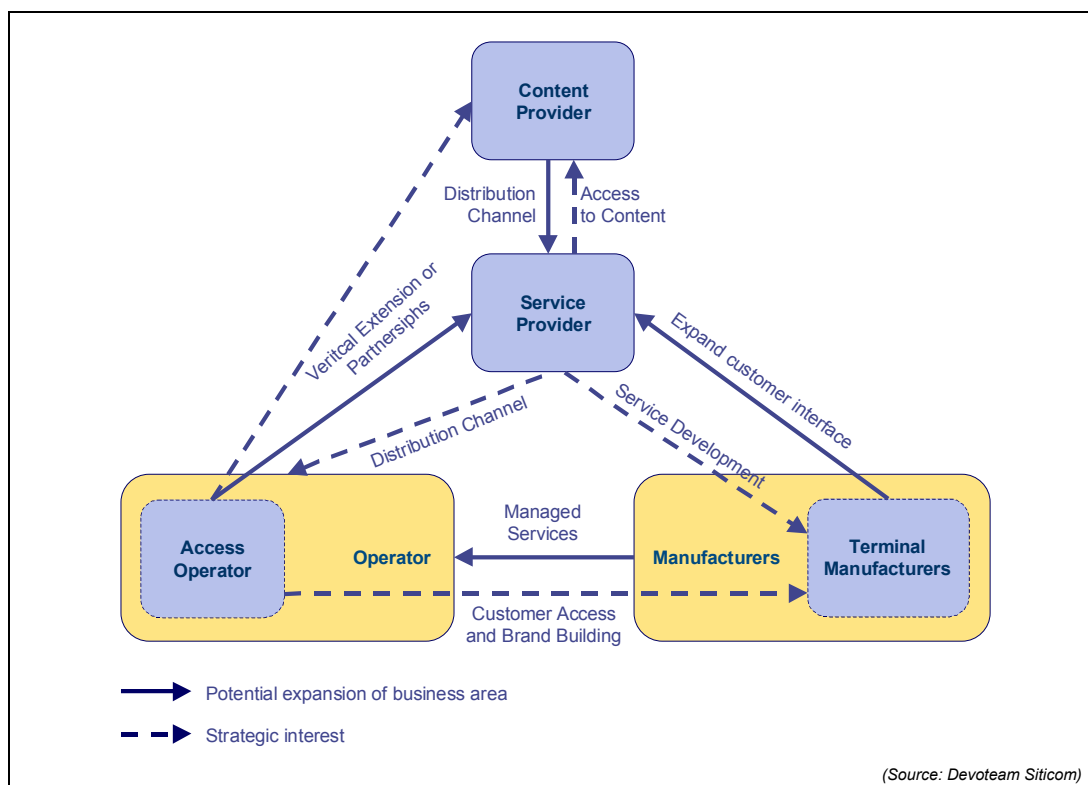 Content
Provider
Distribution
Channel
Access
to Content
Veritcal Extension or
Partnersiphs
Service
Provider
Expand customer interface
Distribution Channel
Service Development
Managed
Services
Access
Operator
Operator
Manufacturers
Terminal
Manufacturers
Customer Access
and Brand Building
Potential expansion of business area
Strategic interest
(Source: Devoteam Siticom)